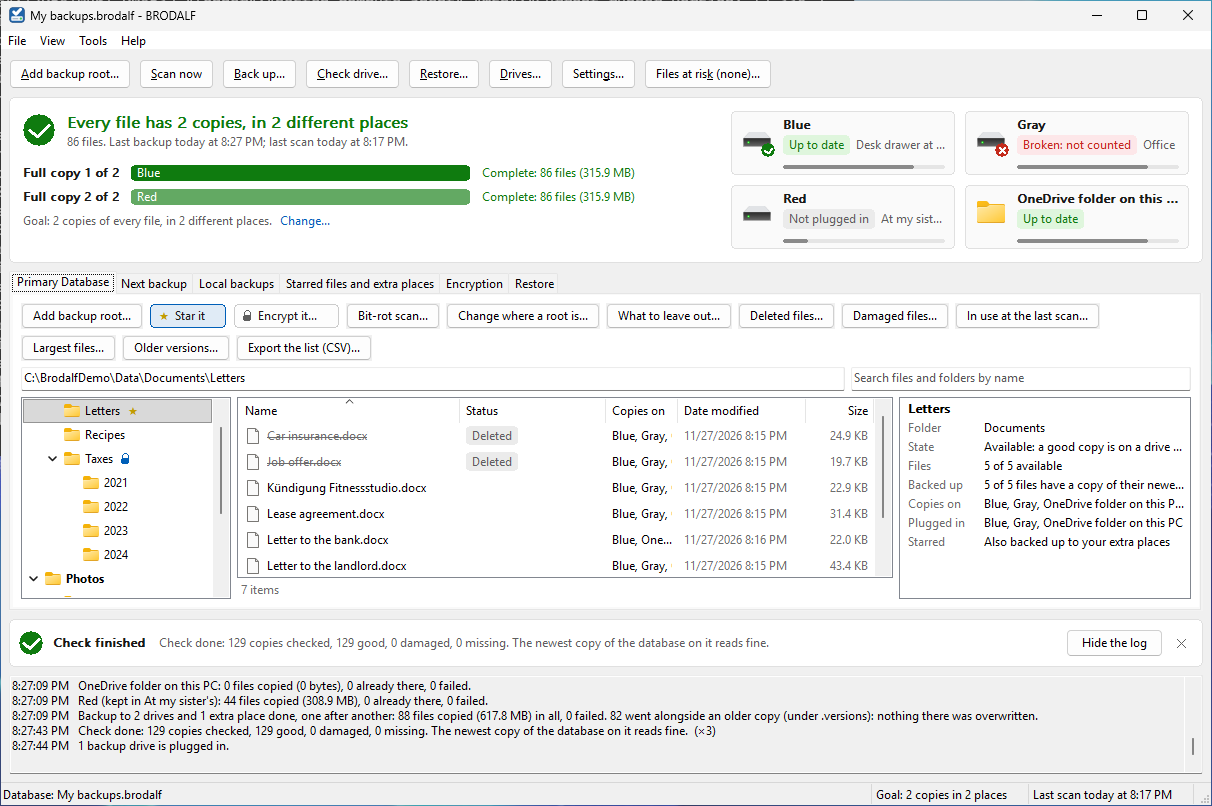 My backups.brodalf - BRODALF
File View Tools Help
Add backup root... Scan now Back up... Check drive... Restore... Drives... Settings... Files at risk (none)...
Every file has 2 copies, in 2 different places
86 files. Last backup today at 8:27 PM; last scan today at 8:17 PM.
Full copy 1 of 2 Blue Complete: 86 files (315.9 MB)
Full copy 2 of 2 Red Complete: 86 files (315.9 MB)
Goal: 2 copies of every file, in 2 different places. Change...
Blue
Up to date Desk drawer at ...
Gray
Broken: not counted Office
Red
Not plugged in At my sist...
OneDrive folder on this ...
Up to date
Primary Database Next backup Local backups Starred files and extra places Encryption Restore
Add backup root... Star it Encrypt it... Bit-rot scan... Change where a root is... What to leave out... Deleted files... Damaged files... In use at the last scan...
Largest files... Older versions... Export the list (CSV)...
C:\BrodalfDemo\Data\Documents\Letters Search files and folders by name
Letters
Recipes
Taxes
2021
2022
2023
2024
Photos
Name Status Copies on Date modified Size
Car insurance.docx Deleted Blue, Gray, 11/27/2026 8:15 PM 24.9 KB
Job offer.docx Deleted Blue, Gray, 11/27/2026 8:15 PM 19.7 KB
Kündigung Fitnessstudio.docx Blue, Gray, 11/27/2026 8:15 PM 22.9 KB
Lease agreement.docx Blue, Gray, 11/27/2026 8:15 PM 31.4 KB
Letter to the bank.docx Blue, One... 11/27/2026 8:16 PM 22.0 KB
Letter to the landlord.docx Blue, Gray, 11/27/2026 8:15 PM 43.4 KB
7 items
Letters
Folder Documents
State Available: a good copy is on a drive ...
Files 5 of 5 available
Backed up 5 of 5 files have a copy of their newe...
Copies on Blue, Gray, OneDrive folder on this P...
Plugged in Blue, Gray, OneDrive folder on this PC
Starred Also backed up to your extra places
Check finished Check done: 129 copies checked, 129 good, 0 damaged, 0 missing. The newest copy of the database on it reads fine. Hide the log
8:27:09 PM OneDrive folder on this PC: 0 files copied (0 bytes), 0 already there, 0 failed.
8:27:09 PM Red (kept in At my sister's): 44 files copied (308.9 MB), 0 already there, 0 failed.
8:27:09 PM Backup to 2 drives and 1 extra place done, one after another: 88 files copied (617.8 MB) in all, 0 failed. 82 went alongside an older copy (under .versions): nothing there was overwritten.
8:27:43 PM Check done: 129 copies checked, 129 good, 0 damaged, 0 missing. The newest copy of the database on it reads fine. (×3)
8:27:44 PM 1 backup drive is plugged in.
Database: My backups.brodalf Goal: 2 copies in 2 places Last scan today at 8:17 PM